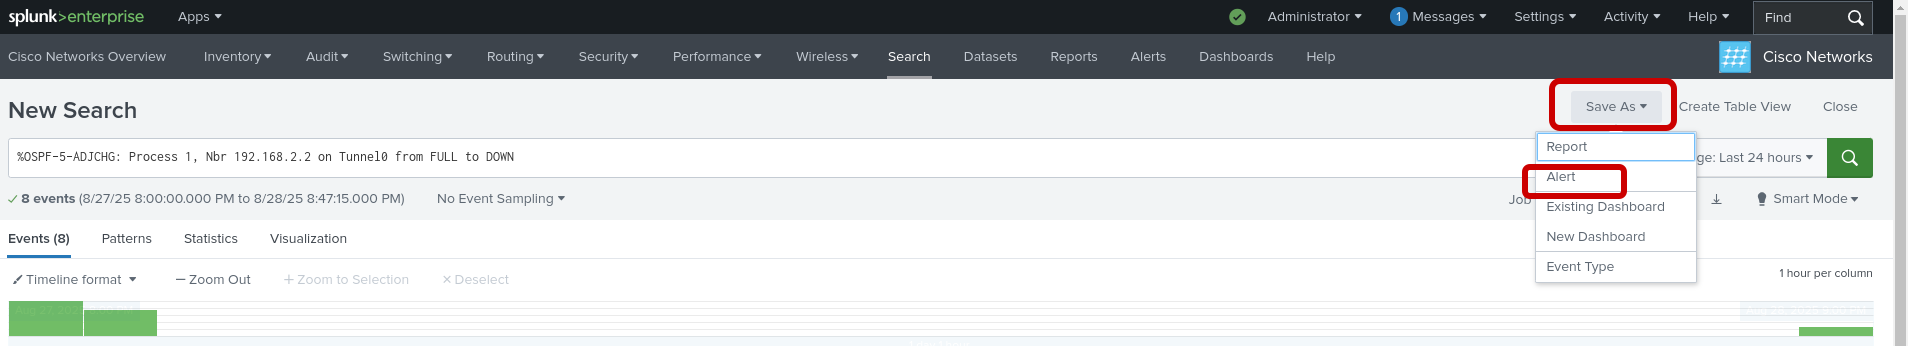 splunk>enterprise Apps Administrator 1 Messages Settings Activity Help Find
Cisco Networks Overview Inventory Audit Switching Routing Security Performance Wireless Search Datasets Reports Alerts Dashboards Help Cisco Networks
New Search Save As Create Table View Close
%OSPF-5-ADJCHG: Process 1, Nbr 192.168.2.2 on Tunnel0 from FULL to DOWN ge: Last 24 hours
Report
Alert
✓ 8 events (8/27/25 8:00:00.000 PM to 8/28/25 8:47:15.000 PM) No Event Sampling Job Smart Mode
Existing Dashboard
New Dashboard
Event Type
Events (8) Patterns Statistics Visualization
Timeline format — Zoom Out + Zoom to Selection × Deselect 1 hour per column